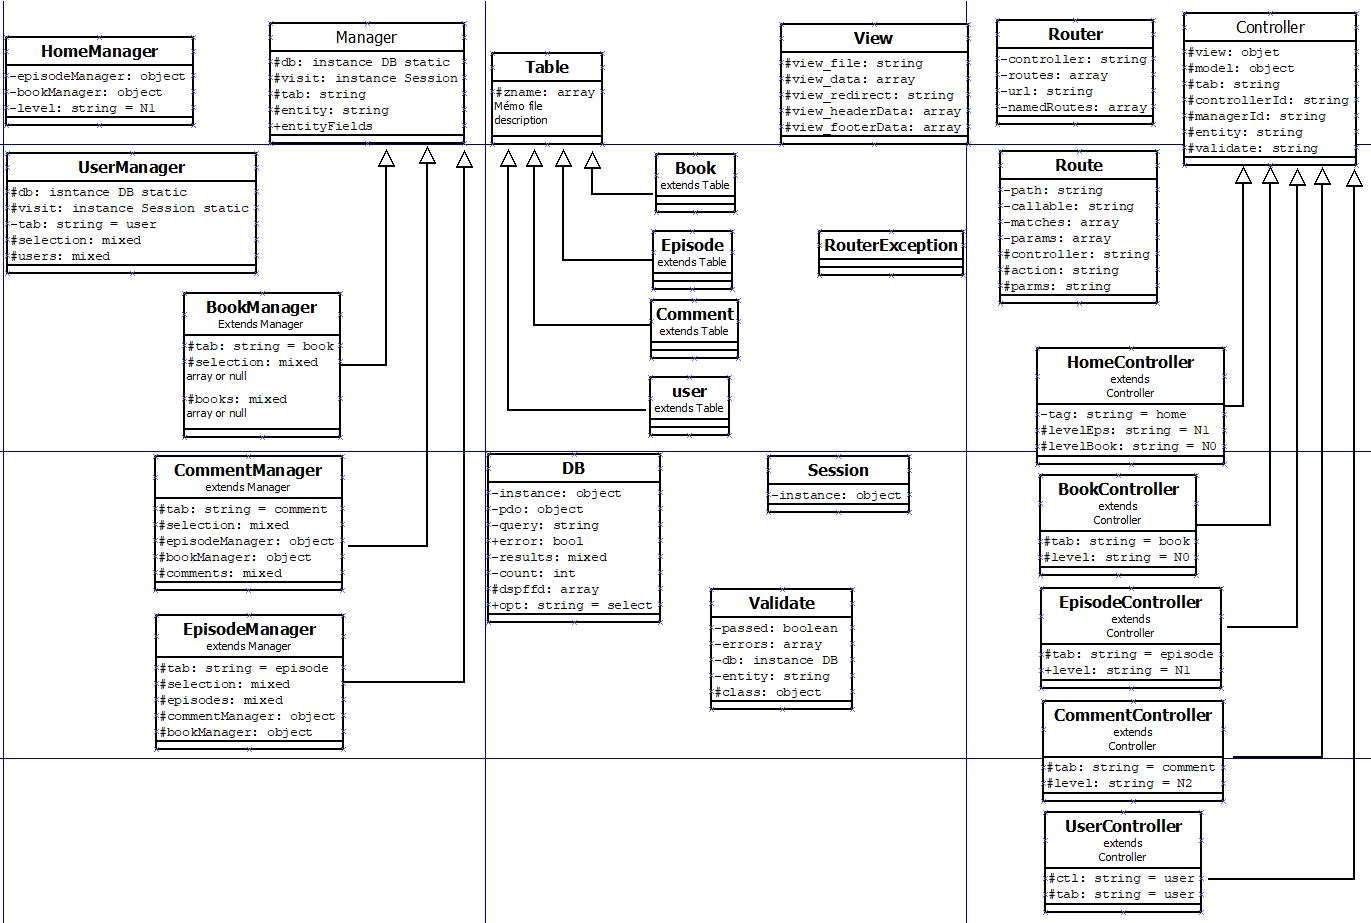 HomeManager
-episodeManager: object
-bookManager: object
-level: string = N1
Manager
#db: instance DB static
#visit: instance Session
#tab: string
#entity: string
+entityFields
UserManager
#db: isntance DB static
#visit: instance Session static
-tab: string = user
#selection: mixed
#users: mixed
BookManager
Extends Manager
#tab: string = book
#selection: mixed
array or null
#books: mixed
array or null
CommentManager
extends Manager
#tab: string = comment
#selection: mixed
#episodeManager: object
#bookManager: object
#comments: mixed
EpisodeManager
extends Manager
#tab: string = episode
#selection: mixed
#episodes: mixed
#commentManager: object
#bookManager: object
Table
#zname: array
Mémo file
description
Book
extends Table
Episode
extends Table
Comment
extends Table
user
extends Table
DB
-instance: object
-pdo: object
-query: string
+error: bool
-results: mixed
-count: int
#dspffd: array
+opt: string = select
View
#view_file: string
#view_data: array
#view_redirect: string
#view_headerData: array
#view_footerData: array
RouterException
Session
-instance: object
Validate
-passed: boolean
-errors: array
-db: instance DB
-entity: string
#class: object
Router
-controller: string
-routes: array
-url: string
-namedRoutes: array
Route
-path: string
-callable: string
-matches: array
-params: array
#controller: string
#action: string
#parms: string
Controller
#view: objet
#model: object
#tab: string
#controllerId: string
#managerId: string
#entity: string
#validate: string
HomeController
extends
Controller
-tag: string = home
#levelEps: string = N1
#levelBook: string = N0
BookController
extends
Controller
#tab: string = book
#level: string = N0
EpisodeController
extends
Controller
#tab: string = episode
+level: string = N1
CommentController
extends
Controller
#tab: string = comment
#level: string = N2
UserController
extends
Controller
#ctl: string = user
#tab: string = user